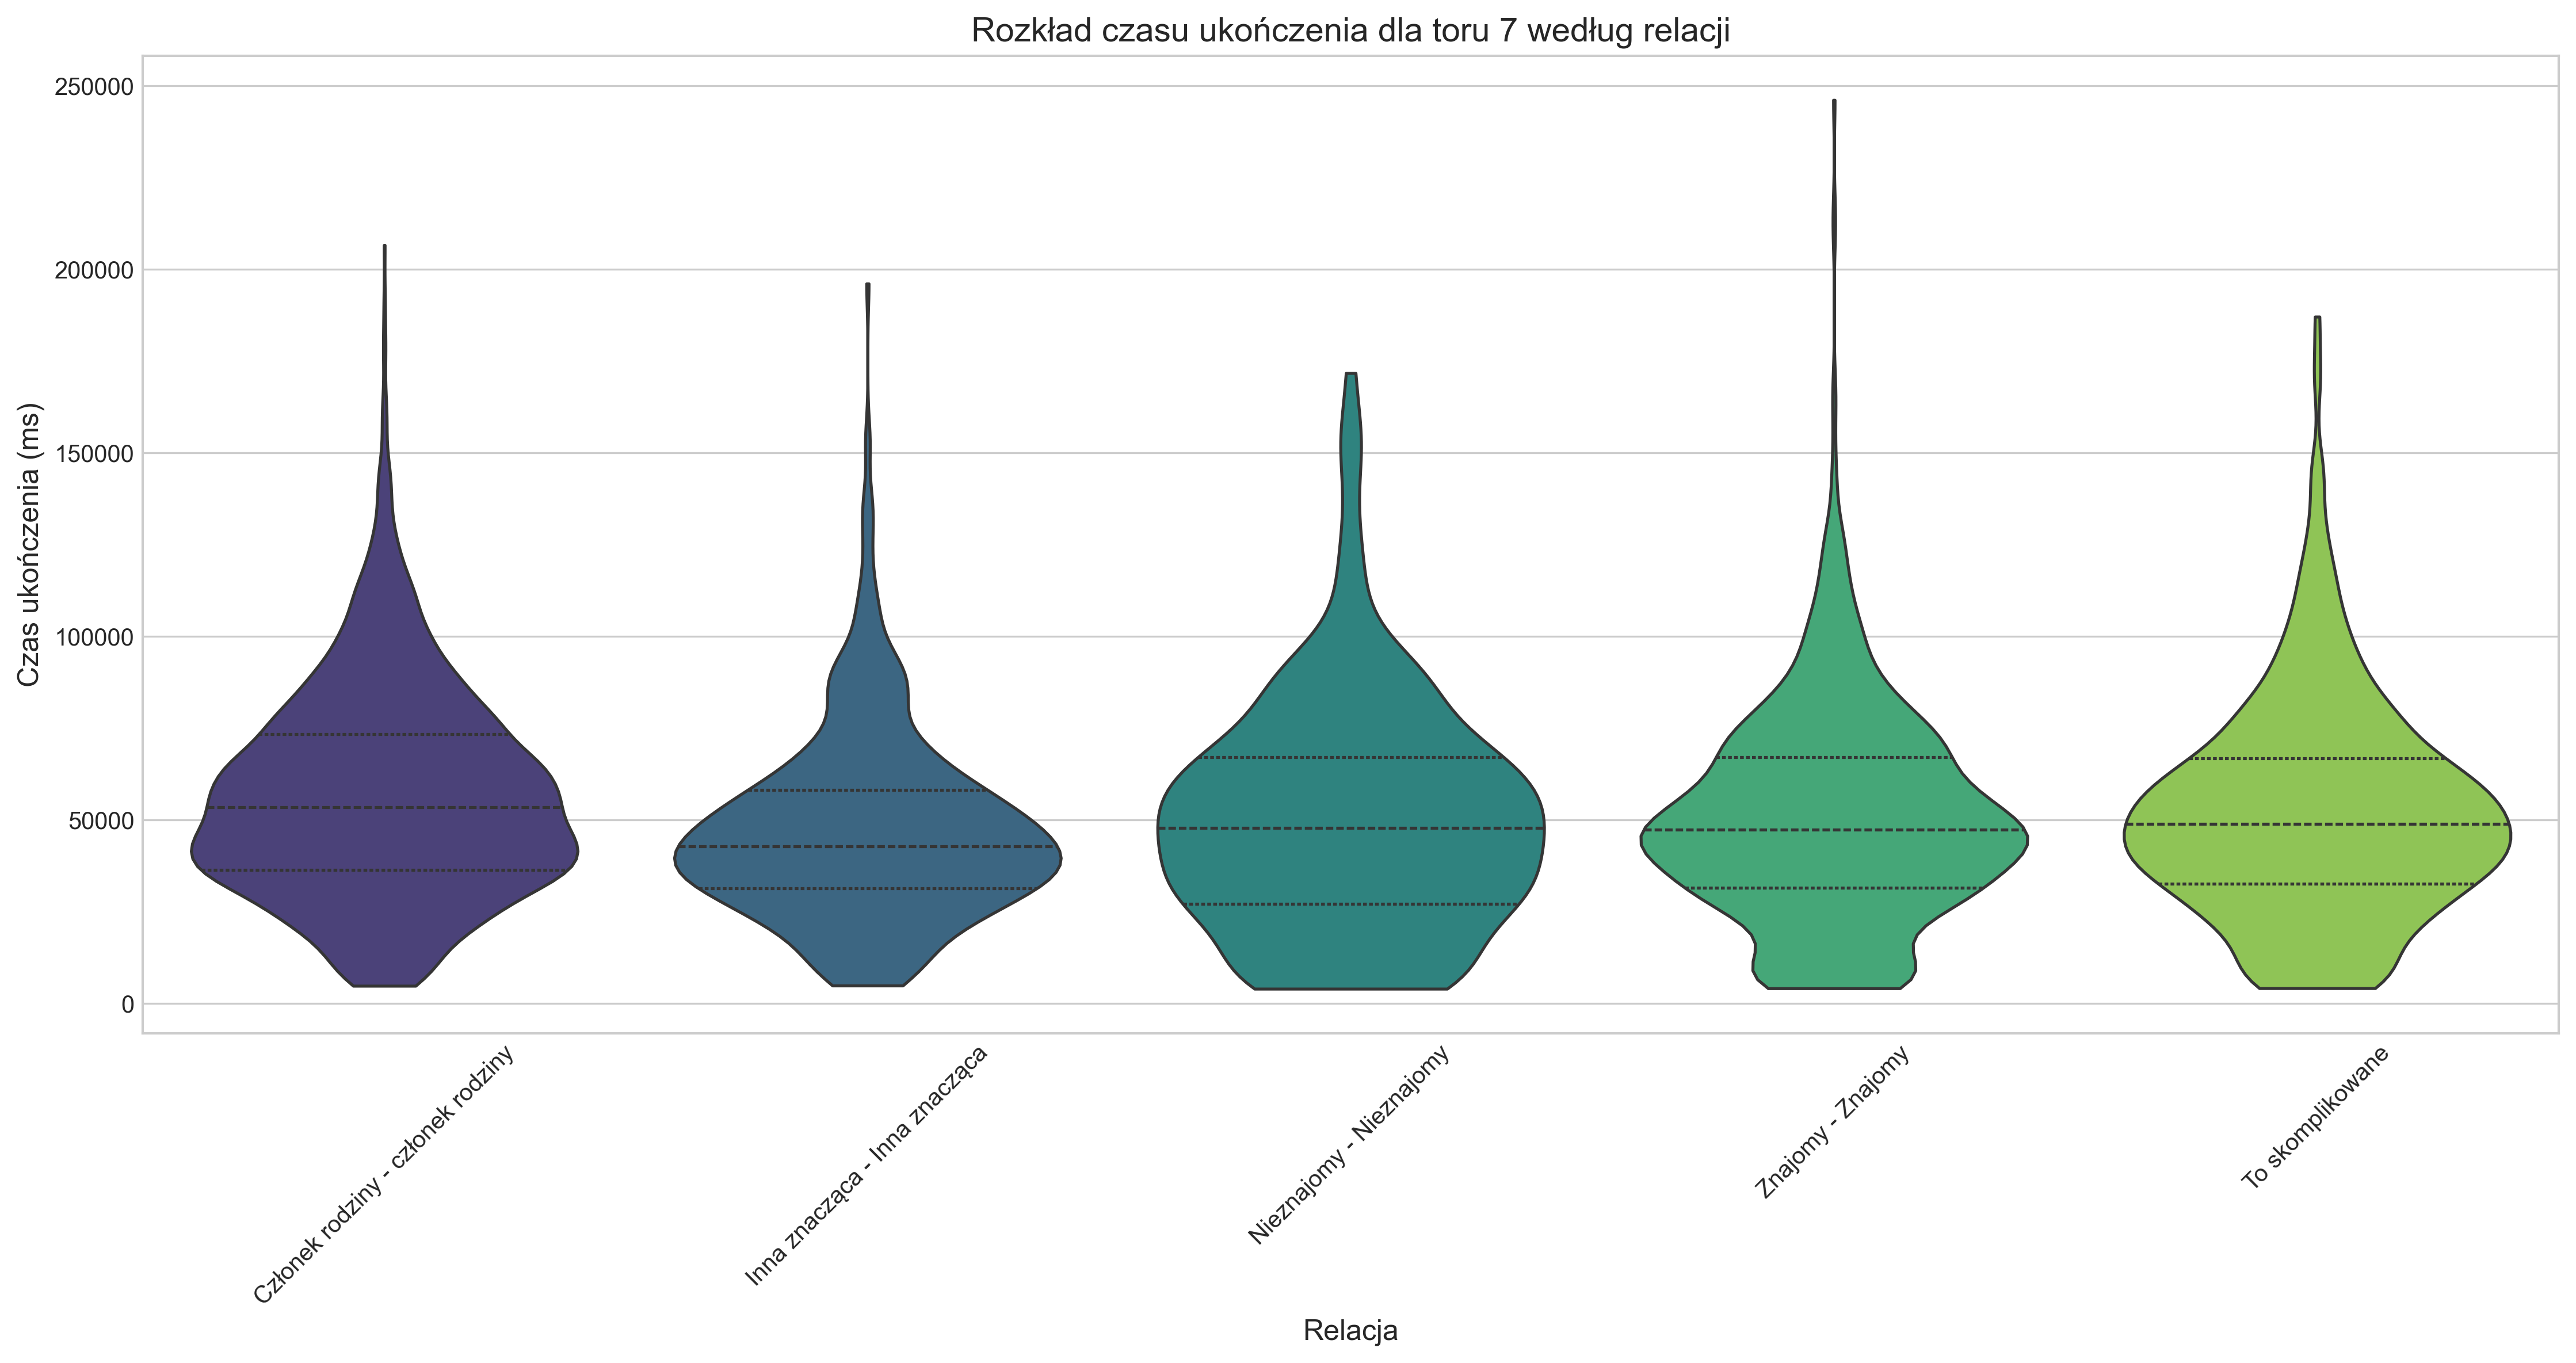 Rozkład czasu ukończenia dla toru 7 według relacji
Czas ukończenia (ms)
250000
200000
150000
100000
50000
0
Członek rodziny - członek rodziny
Inna znacząca - Inna znacząca
Nieznajomy - Nieznajomy
Znajomy - Znajomy
To skomplikowane
Relacja